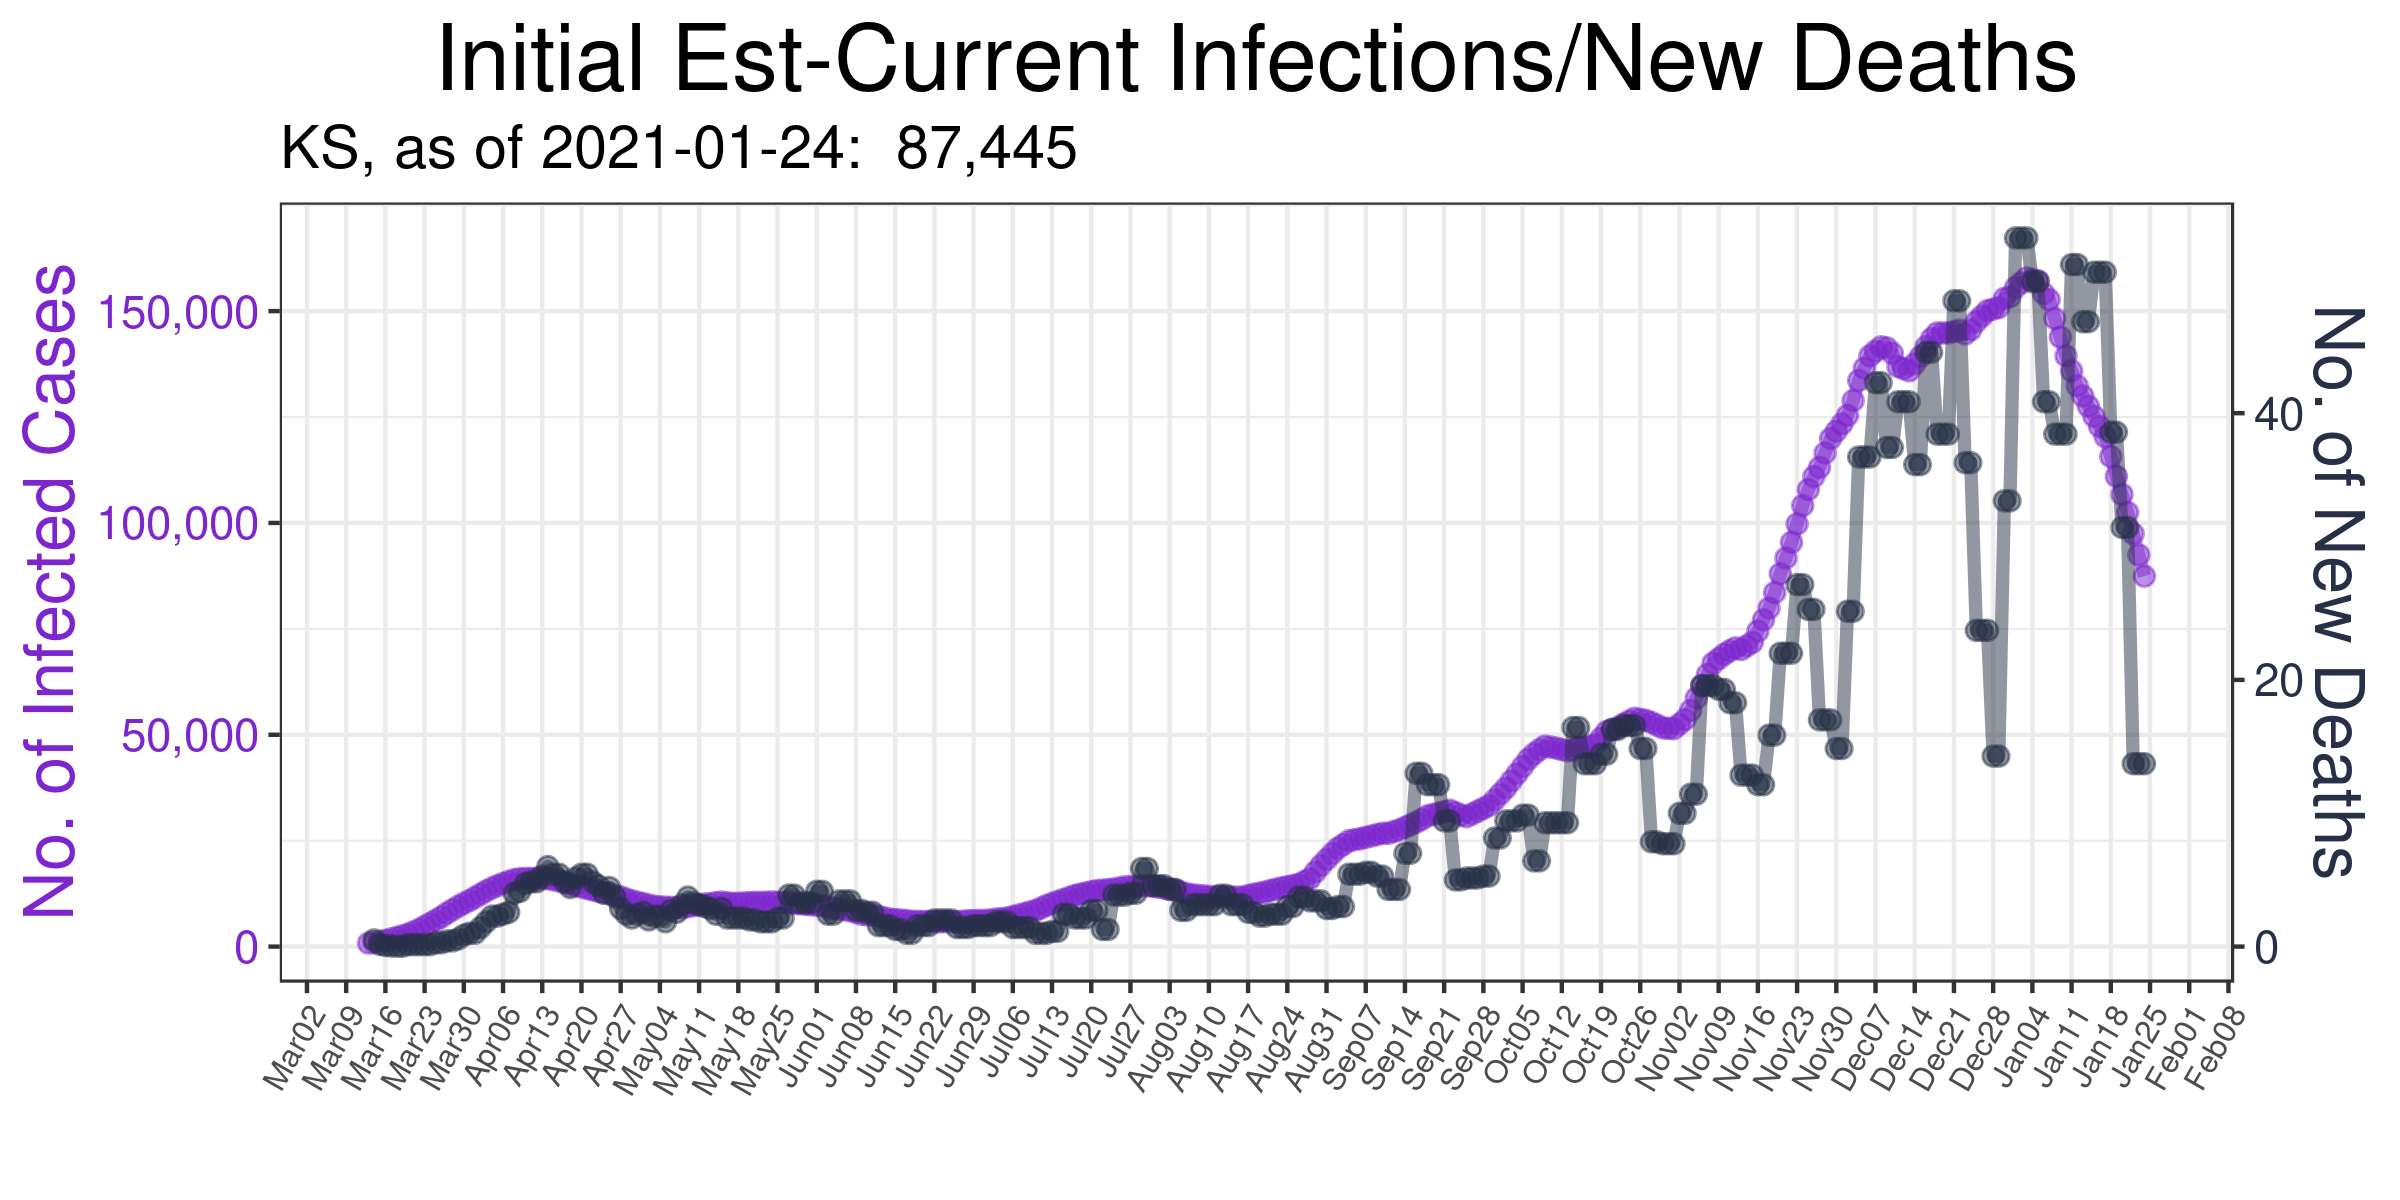 Initial Est-Current Infections/New Deaths
KS, as of 2021-01-24:  87,445
No. of Infected Cases
150,000
100,000
50,000
0
40
20
0
No. of New Deaths
Mar02
Mar09
Mar16
Mar23
Mar30
Apr06
Apr13
Apr20
Apr27
May04
May11
May18
May25
Jun01
Jun08
Jun15
Jun22
Jun29
Jul06
Jul13
Jul20
Jul27
Aug03
Aug10
Aug17
Aug24
Aug31
Sep07
Sep14
Sep21
Sep28
Oct05
Oct12
Oct19
Oct26
Nov02
Nov09
Nov16
Nov23
Nov30
Dec07
Dec14
Dec21
Dec28
Jan04
Jan11
Jan18
Jan25
Feb01
Feb08